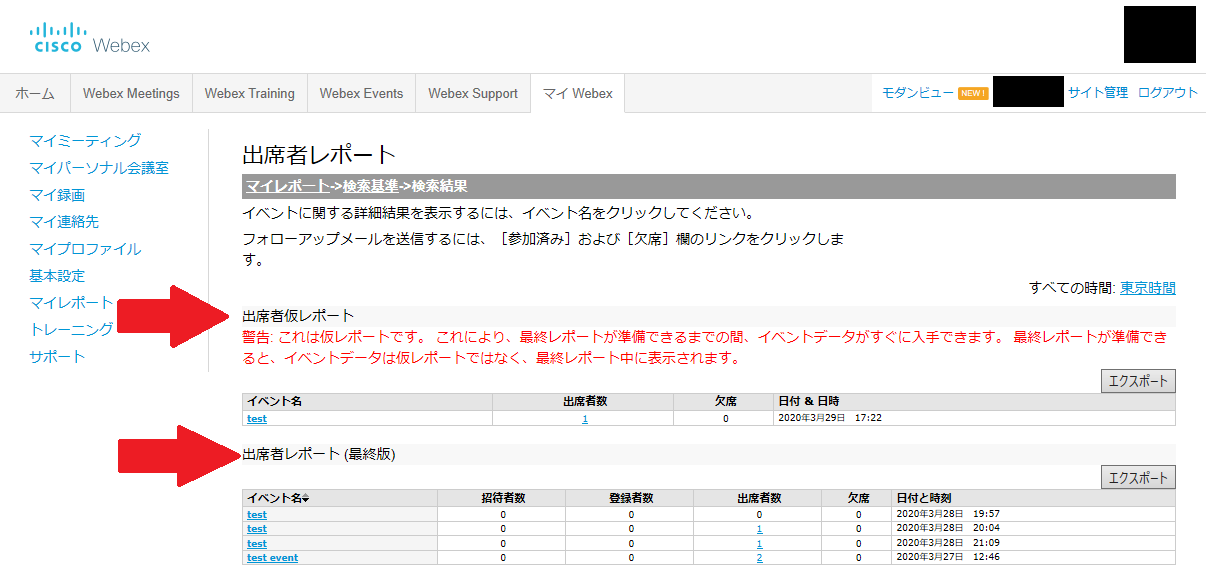 CISCO Webex
ホーム Webex Meetings Webex Training Webex Events Webex Support マイ Webex モダンビュー NEW! サイト管理 ログアウト
マイミーティング
マイパーソナル会議室
マイ録画
マイ連絡先
マイプロファイル
基本設定
マイレポート
トレーニング
サポート
出席者レポート
マイレポート->検索基準->検索結果
イベントに関する詳細結果を表示するには、イベント名をクリックしてください。
フォローアップメールを送信するには、［参加済み］および［欠席］欄のリンクをクリックしま
す。
すべての時間: 東京時間
出席者仮レポート
警告: これは仮レポートです。 これにより、最終レポートが準備できるまでの間、イベントデータがすぐに入手できます。 最終レポートが準備でき
ると、イベントデータは仮レポートではなく、最終レポート中に表示されます。
エクスポート
イベント名 出席者数 欠席 日付 & 日時
test 1 0 2020年3月29日 17:22
出席者レポート (最終版)
エクスポート
イベント名 招待者数 登録者数 出席者数 欠席 日付と時刻
test 0 0 0 0 2020年3月28日 19:57
test 0 0 1 0 2020年3月28日 20:04
test 0 0 1 0 2020年3月28日 21:09
test event 0 0 2 0 2020年3月27日 12:46